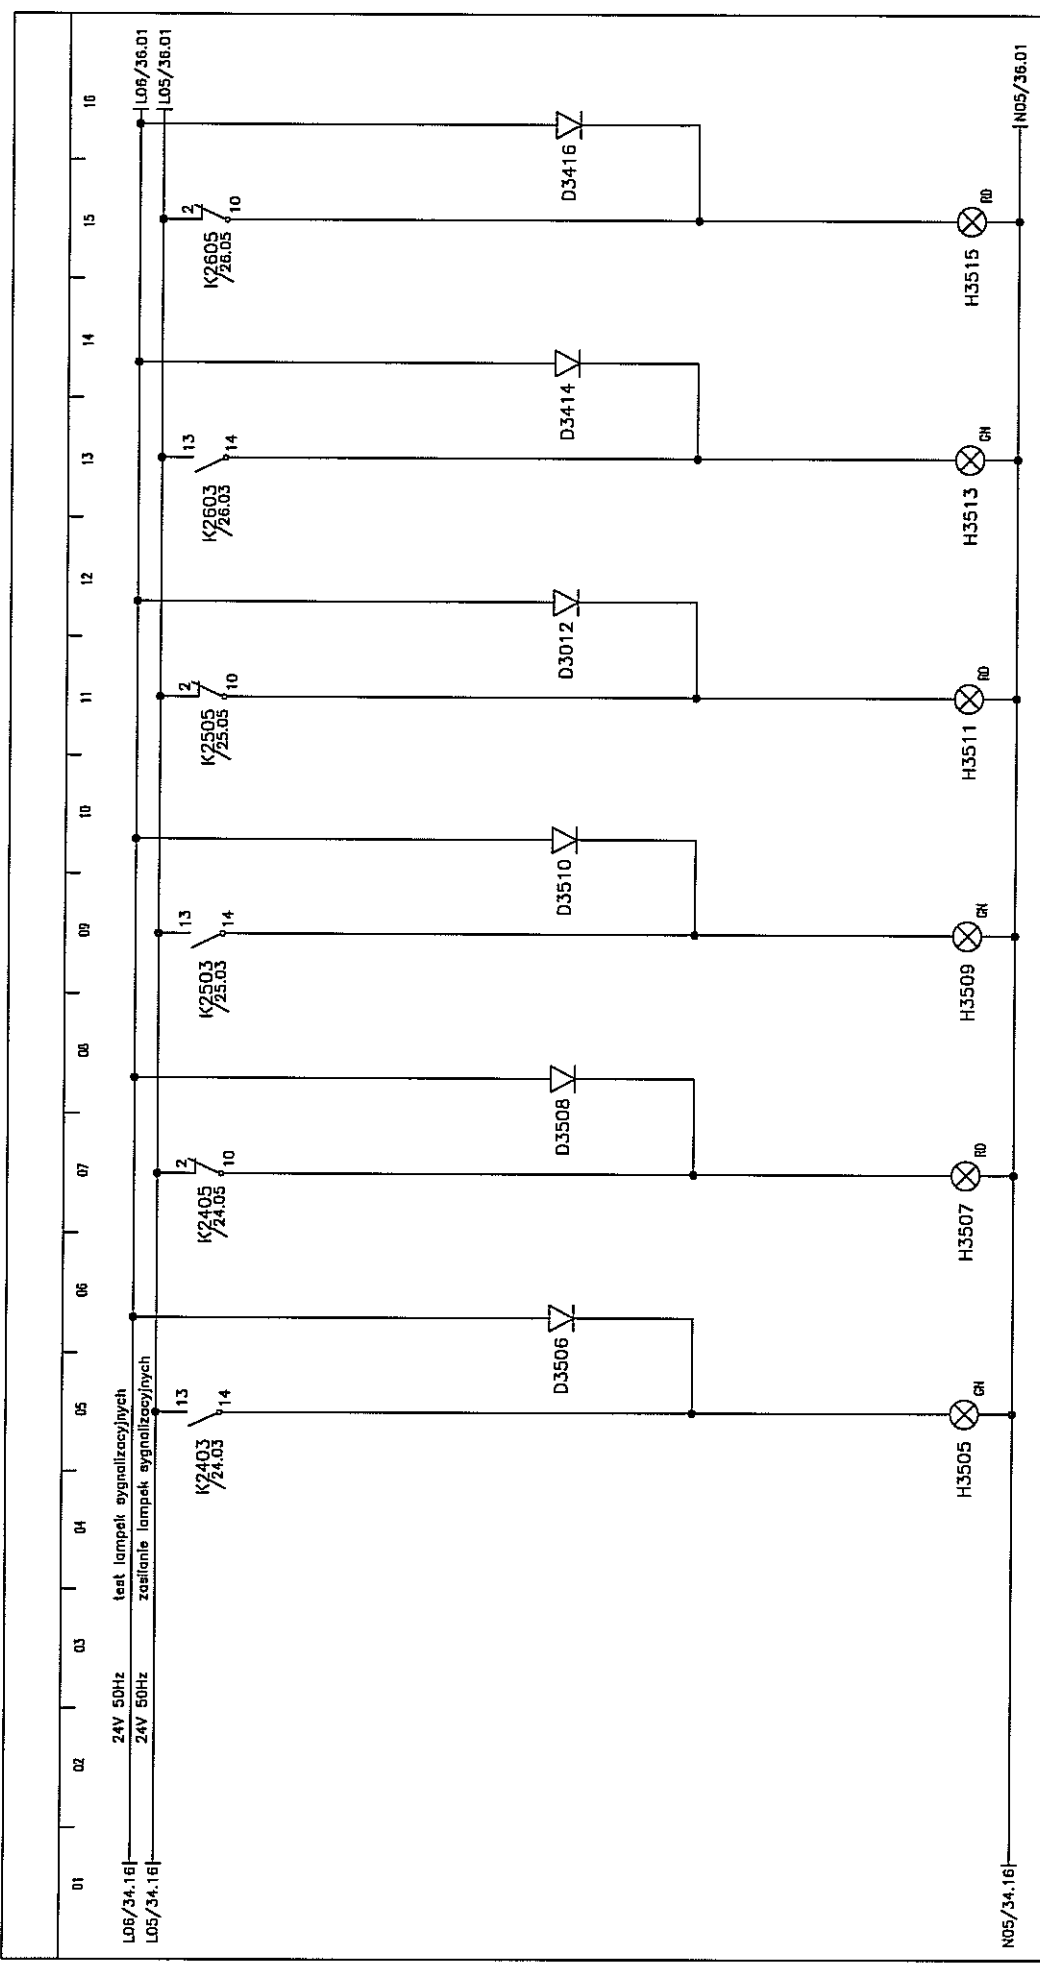 01 02 03 04 05 06 07 08 09 10 11 12 13 14 15 16
L06/34.16 24V 50Hz test lampek sygnalizacyjnych L06/36.01
L05/34.16 24V 50Hz zasilanie lampek sygnalizacyjnych L05/36.01
13 2 13 2 13 2
K2403 K2405 K2503 K2505 K2603 K2605
/24.03 /24.05 /25.03 /25.05 /26.03 /26.05
14 10 14 10 14 10
D3506 D3508 D3510 D3012 D3414 D3416
H3505 H3507 H3509 H3511 H3513 H3515
GN RD GN RD GN RD
N05/34.16 N05/36.01